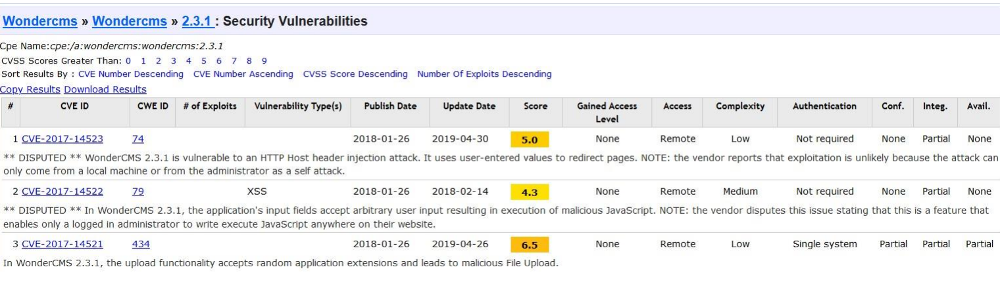 Wondercms » Wondercms » 2.3.1 : Security Vulnerabilities
Cpe Name:cpe:/a:wondercms:wondercms:2.3.1
CVSS Scores Greater Than: 0 1 2 3 4 5 6 7 8 9
Sort Results By : CVE Number Descending CVE Number Ascending CVSS Score Descending Number Of Exploits Descending
Copy Results Download Results
# CVE ID CWE ID # of Exploits Vulnerability Type(s) Publish Date Update Date Score Gained Access Level Access Complexity Authentication Conf. Integ. Avail.
1 CVE-2017-14523 74 2018-01-26 2019-04-30 5.0 None Remote Low Not required None Partial None
** DISPUTED ** WonderCMS 2.3.1 is vulnerable to an HTTP Host header injection attack. It uses user-entered values to redirect pages. NOTE: the vendor reports that exploitation is unlikely because the attack can
only come from a local machine or from the administrator as a self attack.
2 CVE-2017-14522 79 XSS 2018-01-26 2018-02-14 4.3 None Remote Medium Not required None Partial None
** DISPUTED ** In WonderCMS 2.3.1, the application's input fields accept arbitrary user input resulting in execution of malicious JavaScript. NOTE: the vendor disputes this issue stating that this is a feature that
enables only a logged in administrator to write execute JavaScript anywhere on their website.
3 CVE-2017-14521 434 2018-01-26 2019-04-26 6.5 None Remote Low Single system Partial Partial Partial
In WonderCMS 2.3.1, the upload functionality accepts random application extensions and leads to malicious File Upload.